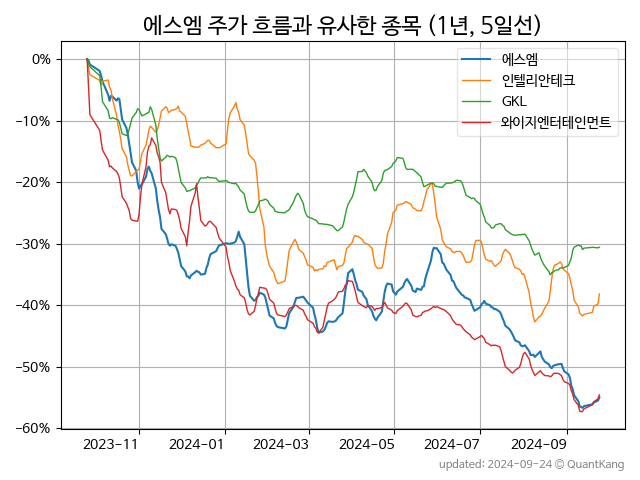 에스엠 주가 흐름과 유사한 종목 (1년, 5일선)
에스엠
인텔리안테크
GKL
와이지엔터테인먼트
0%
−10%
−20%
−30%
−40%
−50%
−60%
2023−11 2024−01 2024−03 2024−05 2024−07 2024−09
updated: 2024-09-24 © QuantKang